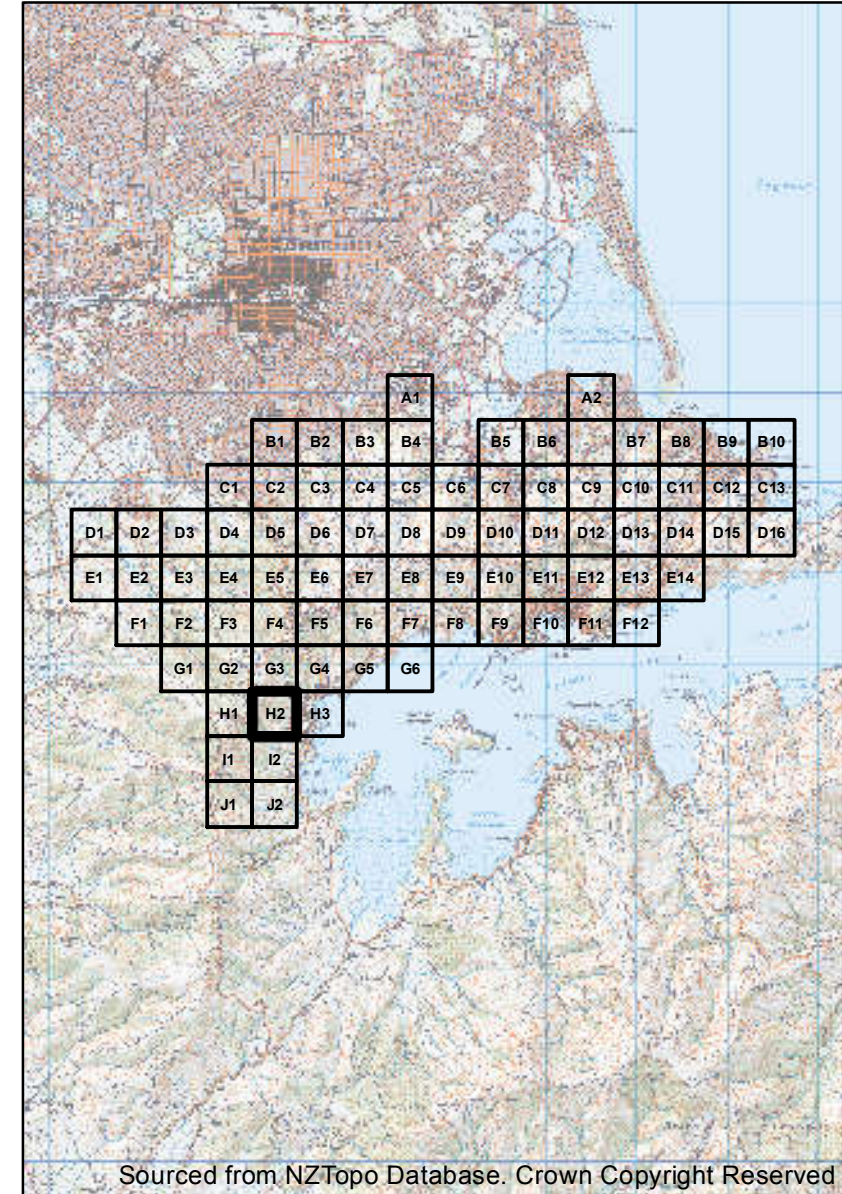 A1 A2
B1 B2 B3 B4 B5 B6 B7 B8 B9 B10
C1 C2 C3 C4 C5 C6 C7 C8 C9 C10 C11 C12 C13
D1 D2 D3 D4 D5 D6 D7 D8 D9 D10 D11 D12 D13 D14 D15 D16
E1 E2 E3 E4 E5 E6 E7 E8 E9 E10 E11 E12 E13 E14
F1 F2 F3 F4 F5 F6 F7 F8 F9 F10 F11 F12
G1 G2 G3 G4 G5 G6
H1 H2 H3
I1 I2
J1 J2
Sourced from NZTopo Database. Crown Copyright Reserved